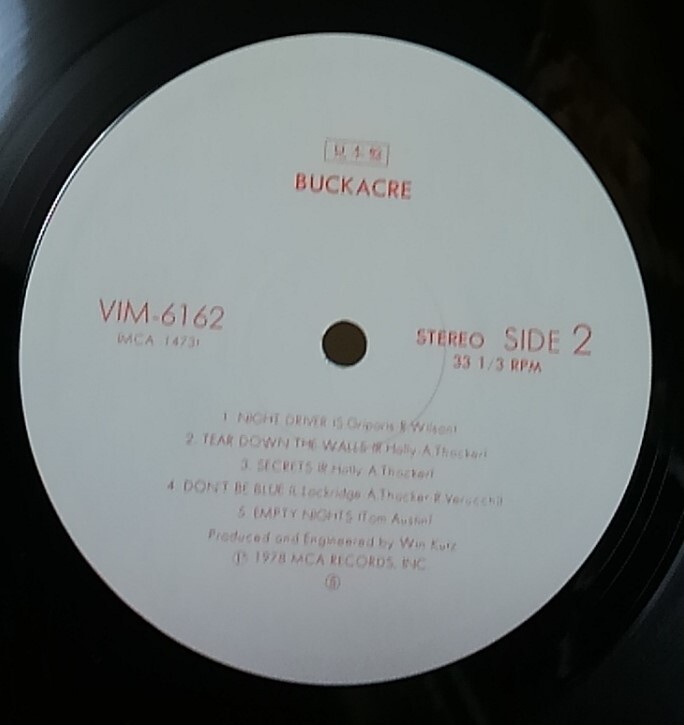 見本盤
BUCKACRE
VIM-6162
(MCA 1473)
STEREO SIDE 2
33 1/3 RPM
1. NIGHT DRIVER (S. R. Wilson)
2. TEAR DOWN THE WALLS (R. Holly-A. Thacker)
3. SECRETS (R. Holly-A. Thacker)
4. DON'T BE BLUE Lockridge-A. Thacker-R. Verucchi
5. EMPTY NIGHTS (Tom Austin)
Produced and Engineered by Win Kutz
Ⓟ 1978 MCA RECORDS, INC.
Ⓢ